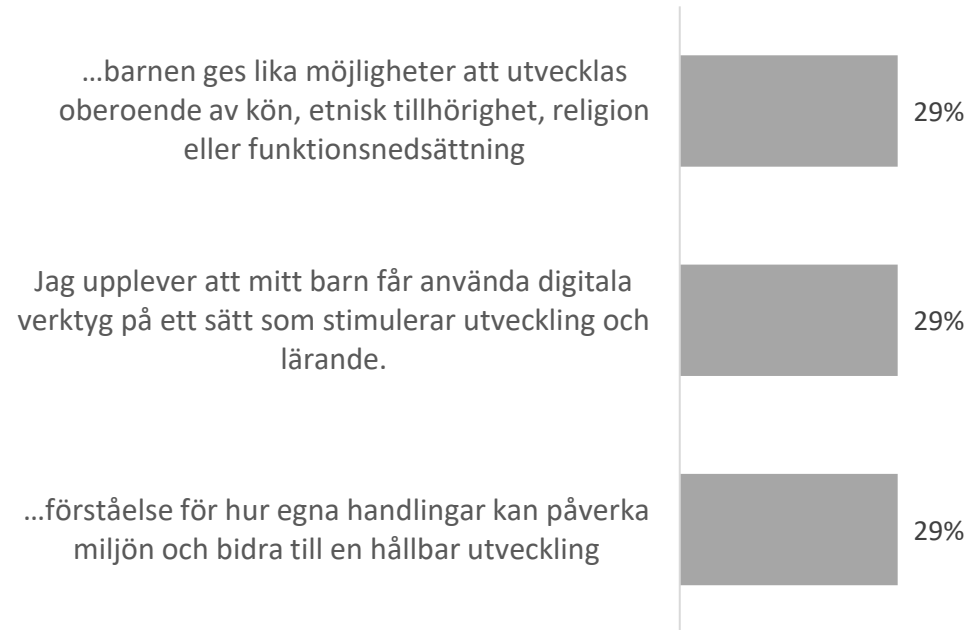 …barnen ges lika möjligheter att utvecklas
oberoende av kön, etnisk tillhörighet, religion
eller funktionsnedsättning
29%
Jag upplever att mitt barn får använda digitala
verktyg på ett sätt som stimulerar utveckling och
lärande.
29%
…förståelse för hur egna handlingar kan påverka
miljön och bidra till en hållbar utveckling
29%